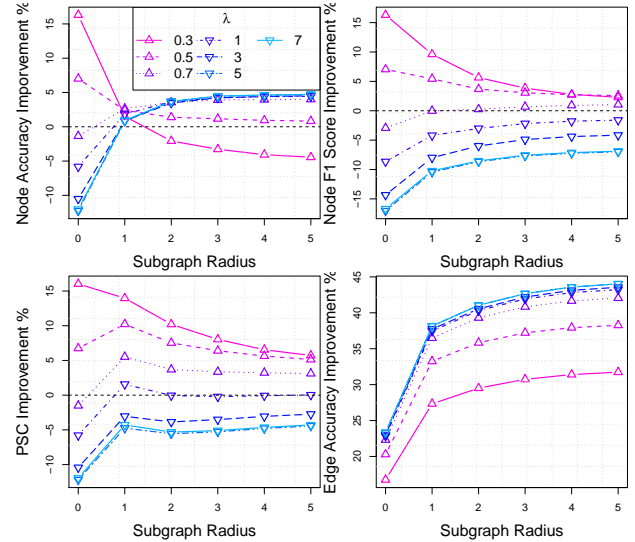 Node Accuracy Imporvement %
15
10
5
0
−5
−10
λ
0.3 1 7
0.5 3
0.7 5
0 1 2 3 4 5
Subgraph Radius
Node F1 Score Improvement %
15
10
5
0
−5
−10
−15
0 1 2 3 4 5
Subgraph Radius
PSC Improvement %
15
10
5
0
−5
−10
0 1 2 3 4 5
Subgraph Radius
Edge Accuracy Improvement %
45
40
35
30
25
20
0 1 2 3 4 5
Subgraph Radius